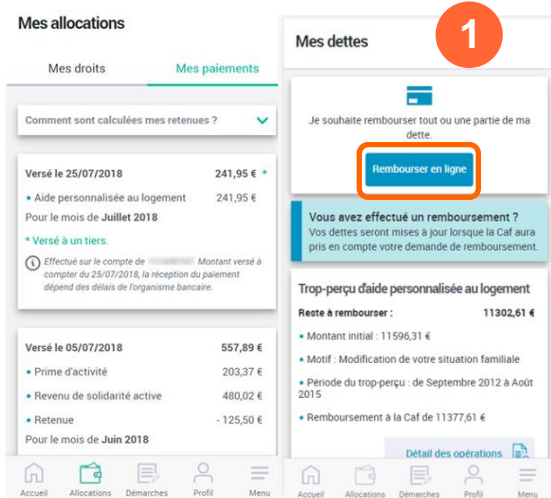 Mes allocations
Mes droits
Mes paiements
Comment sont calculées mes retenues ?
Versé le 25/07/2018 241,95 € *
• Aide personnalisée au logement 241,95 €
Pour le mois de Juillet 2018
* Versé à un tiers.
Effectué sur le compte de Montant versé à
compter du 25/07/2018, la réception du paiement
dépend des délais de l'organisme bancaire.
Versé le 05/07/2018 557,89 €
• Prime d'activité 203,37 €
• Revenu de solidarité active 480,02 €
• Retenue - 125,50 €
Pour le mois de Juin 2018
Accueil Allocations Démarches Profil Menu
Mes dettes
1
Je souhaite rembourser tout ou une partie de ma
dette.
Rembourser en ligne
Vous avez effectué un remboursement ?
Vos dettes seront mises à jour lorsque la Caf aura
pris en compte votre demande de remboursement.
Trop-perçu d'aide personnalisée au logement
Reste à rembourser : 11302,61 €
• Montant initial : 11596,31 €
• Motif : Modification de votre situation familiale
• Période du trop-perçu : de Septembre 2012 à Août
2015
• Remboursement à la Caf de 11377,61 €
Détail des opérations
Accueil Allocations Démarches Profil Menu